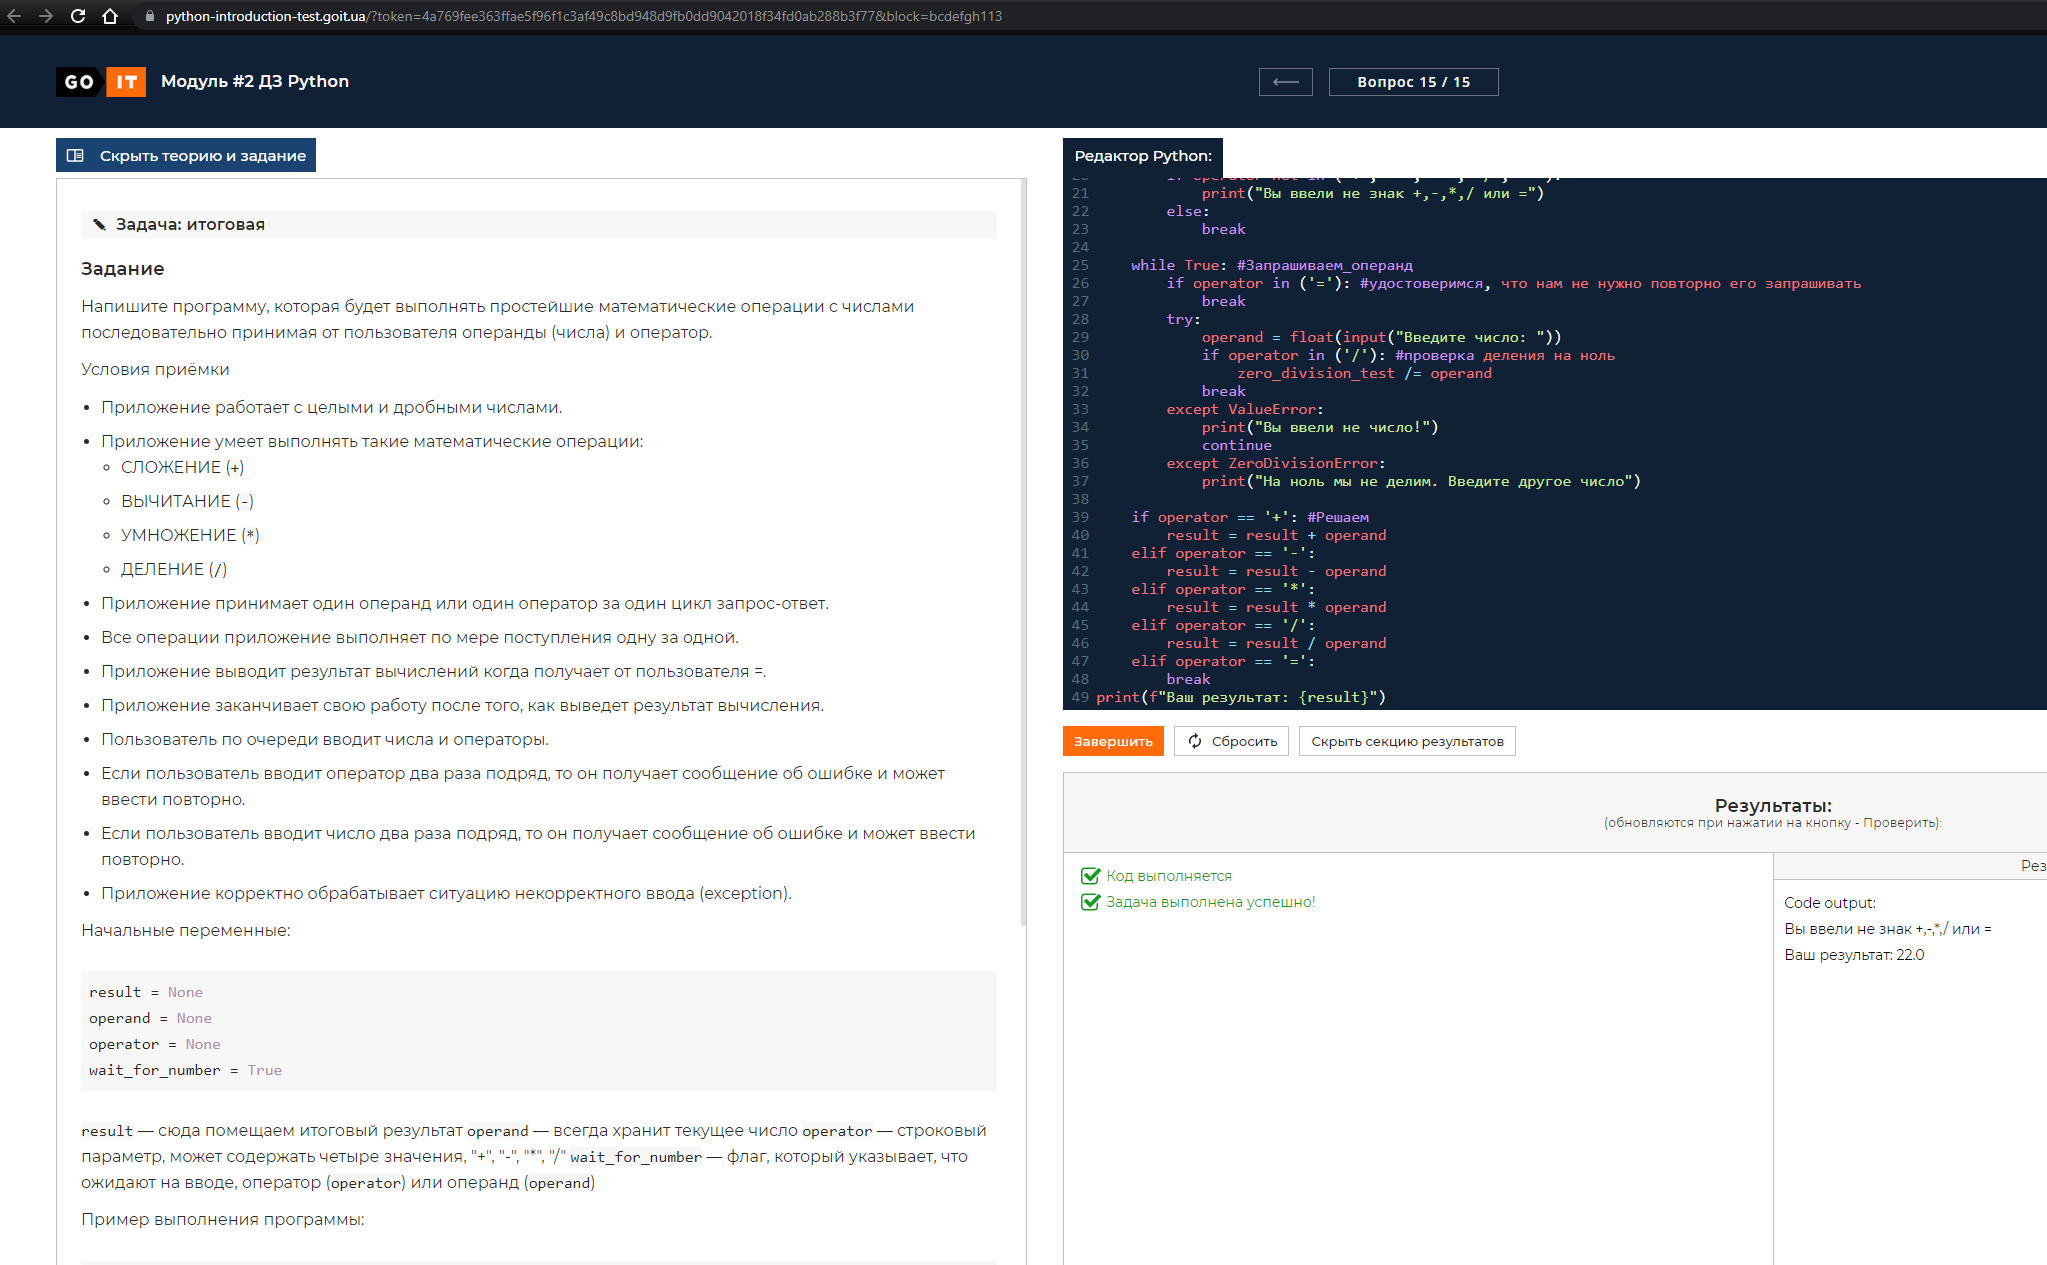 python-introduction-test.goit.ua/?token=4a769fee363ffae5f96f1c3af49c8bd948d9fb0dd9042018f34fd0ab288b3f77&block=bcdefgh113
GO IT Модуль #2 ДЗ Python
Вопрос 15 / 15
Скрыть теорию и задание
Задача: итоговая
Задание
Напишите программу, которая будет выполнять простейшие математические операции с числами
последовательно принимая от пользователя операнды (числа) и оператор.
Условия приёмки
Приложение работает с целыми и дробными числами.
Приложение умеет выполнять такие математические операции:
СЛОЖЕНИЕ (+)
ВЫЧИТАНИЕ (-)
УМНОЖЕНИЕ (*)
ДЕЛЕНИЕ (/)
Приложение принимает один операнд или один оператор за один цикл запрос-ответ.
Все операции приложение выполняет по мере поступления одну за одной.
Приложение выводит результат вычислений когда получает от пользователя =.
Приложение заканчивает свою работу после того, как выведет результат вычисления.
Пользователь по очереди вводит числа и операторы.
Если пользователь вводит оператор два раза подряд, то он получает сообщение об ошибке и может
ввести повторно.
Если пользователь вводит число два раза подряд, то он получает сообщение об ошибке и может ввести
повторно.
Приложение корректно обрабатывает ситуацию некорректного ввода (exception).
Начальные переменные:
result = None
operand = None
operator = None
wait_for_number = True
result — сюда помещаем итоговый результат operand — всегда хранит текущее число operator — строковый
параметр, может содержать четыре значения, "+", "-", "*", "/" wait_for_number — флаг, который указывает, что
ожидают на вводе, оператор (operator) или операнд (operand)
Пример выполнения программы:
Редактор Python:
21 print("Вы ввели не знак +,-,*,/ или =")
22 else:
23 break
24
25 while True: #Запрашиваем_операнд
26 if operator in ('='): #удостоверимся, что нам не нужно повторно его запрашивать
27 break
28 try:
29 operand = float(input("Введите число: "))
30 if operator in ('/'): #проверка деления на ноль
31 zero_division_test /= operand
32 break
33 except ValueError:
34 print("Вы ввели не число!")
35 continue
36 except ZeroDivisionError:
37 print("На ноль мы не делим. Введите другое число")
38
39 if operator == '+': #Решаем
40 result = result + operand
41 elif operator == '-':
42 result = result - operand
43 elif operator == '*':
44 result = result * operand
45 elif operator == '/':
46 result = result / operand
47 elif operator == '=':
48 break
49 print(f"Ваш результат: {result}")
Завершить Сбросить Скрыть секцию результатов
Результаты:
(обновляются при нажатии на кнопку - Проверить):
Код выполняется
Задача выполнена успешно!
Рез
Code output:
Вы ввели не знак +,-,*,/ или =
Ваш результат: 22.0